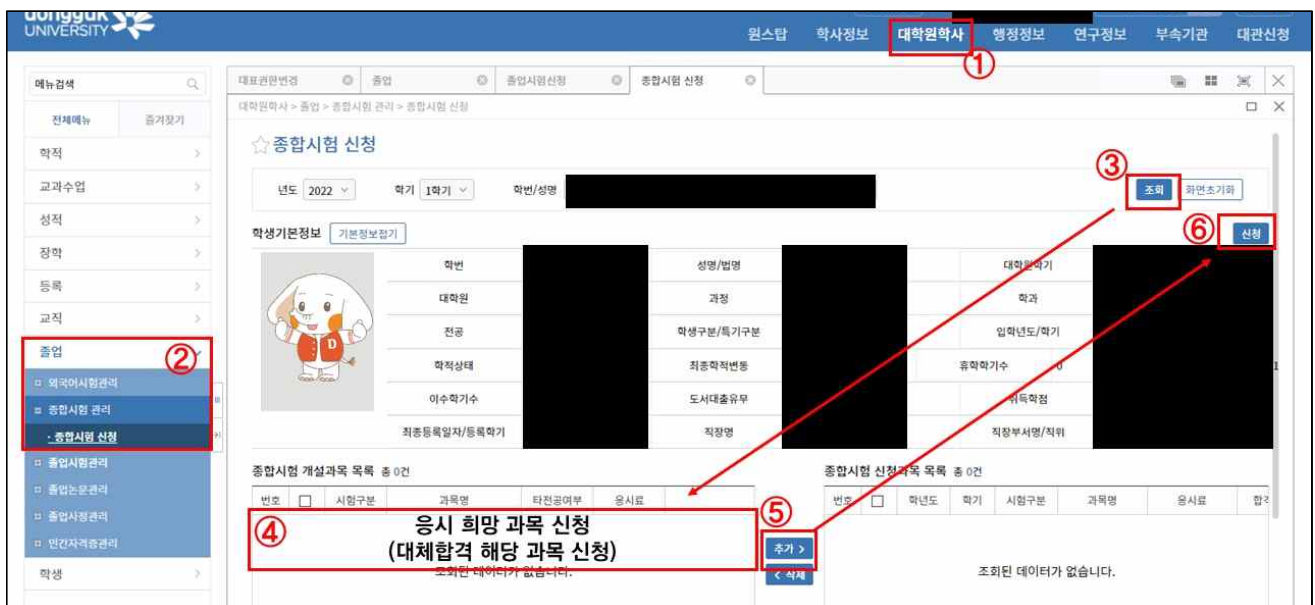 dongguk
UNIVERSITY
원스탑 학사정보 대학원학사 행정정보 연구정보 부속기관 대관신청
①
메뉴검색
대표권한변경 졸업 졸업시험신청 종합시험 신청
대학원학사 > 졸업 > 종합시험 관리 > 종합시험 신청
전체메뉴 즐겨찾기
☆종합시험 신청
학적
교과수업
성적
장학
등록
교직
졸업
②
외국어시험관리
종합시험 관리
· 종합시험 신청
졸업시험관리
졸업논문관리
졸업사정관리
민간자격증관리
학생
③
년도 2022 학기 1학기 학번/성명 조회 화면초기화
학생기본정보 기본정보접기 ⑥ 신청
학번 성명/법명 대학원학기
대학원 과정 학과
전공 학생구분/특기구분 입학년도/학기
학적상태 최종학적변동 휴학학기수 0 1
이수학기수 도서대출유무 취득학점
최종등록일자/등록학기 직장명 직장부서명/직위
종합시험 개설과목 목록 총 0건 종합시험 신청과목 목록 총 0건
번호 시험구분 과목명 타전공여부 응시료 번호 학년도 학기 시험구분 과목명 응시료 합격
④ 응시 희망 과목 신청 ⑤
(대체합격 해당 과목 신청) 추가 >
조회된 데이터가 없습니다. < 삭제 조회된 데이터가 없습니다.